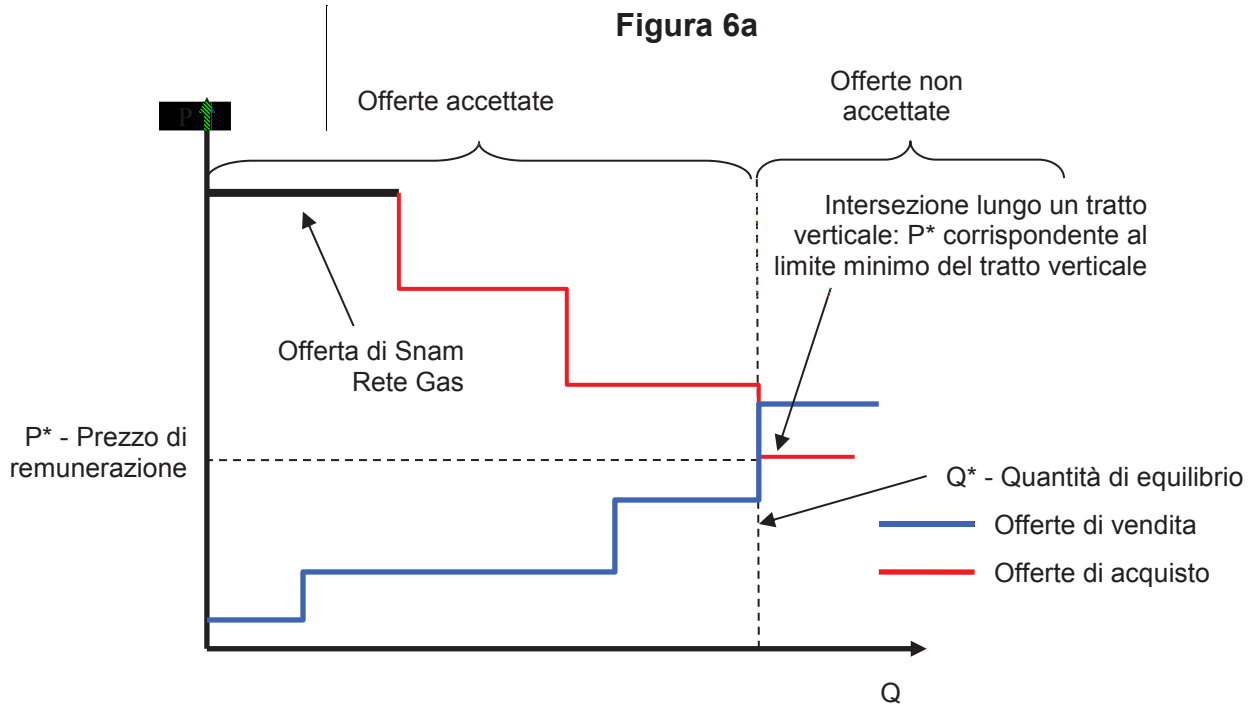 Figura 6a
Offerte accettate
Offerte non
accettate
P
Intersezione lungo un tratto
verticale: P* corrispondente al
limite minimo del tratto verticale
Offerta di Snam
Rete Gas
P* - Prezzo di
remunerazione
Q* - Quantità di equilibrio
Offerte di vendita
Offerte di acquisto
Q